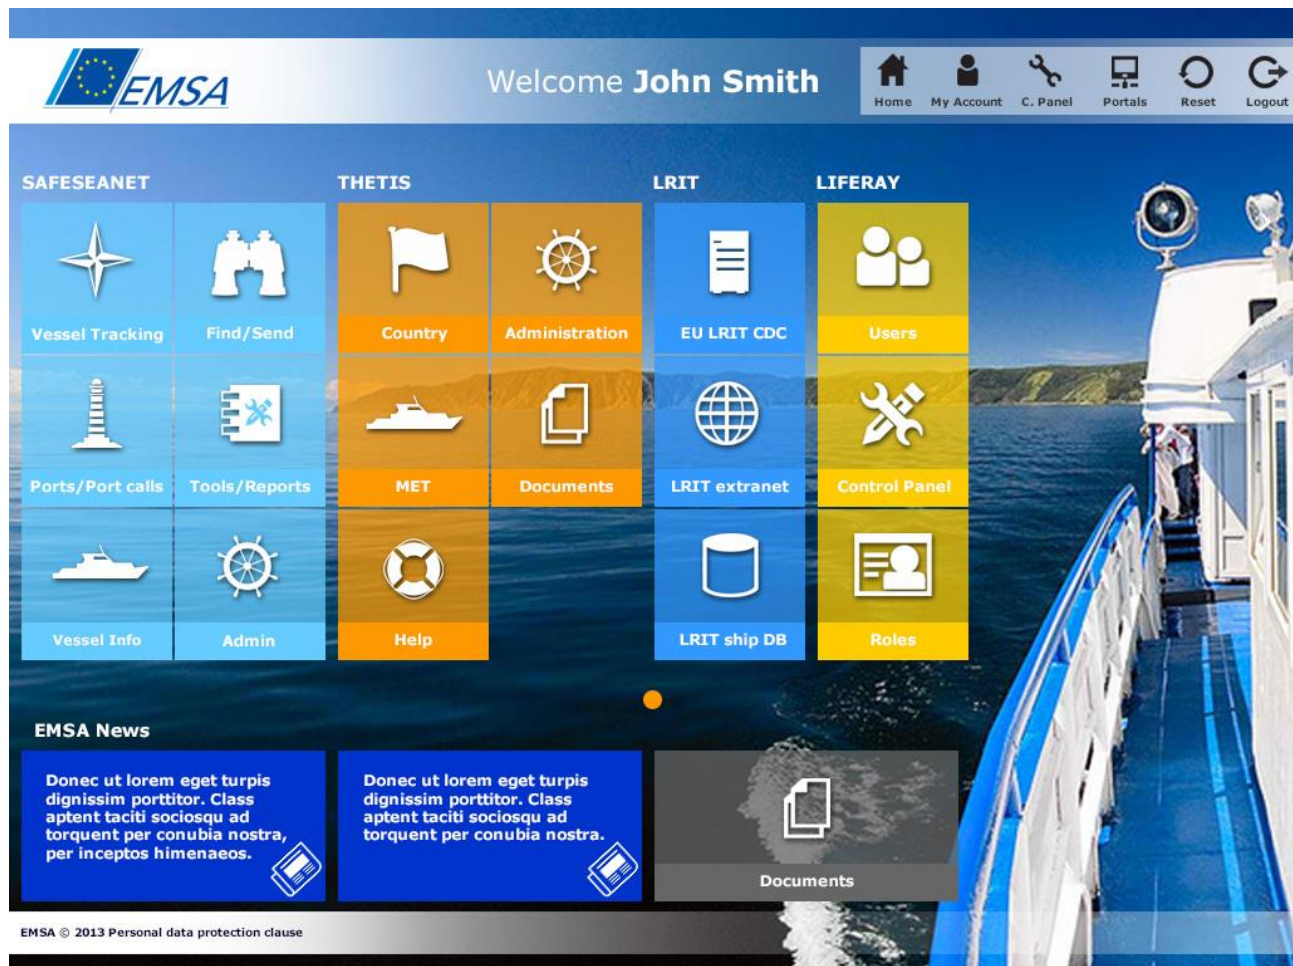 EMSA
Welcome John Smith
Home
My Account
C. Panel
Portals
Reset
Logout
SAFESEANET
THETIS
LRIT
LIFERAY
Vessel Tracking
Find/Send
Country
Administration
EU LRIT CDC
Users
Ports/Port calls
Tools/Reports
MET
Documents
LRIT extranet
Control Panel
Vessel Info
Admin
Help
LRIT ship DB
Roles
EMSA News
Donec ut lorem eget turpis
dignissim porttitor. Class
aptent taciti sociosqu ad
torquent per conubia nostra,
per inceptos himenaeos.
Donec ut lorem eget turpis
dignissim porttitor. Class
aptent taciti sociosqu ad
torquent per conubia nostra.
Documents
EMSA © 2013 Personal data protection clause